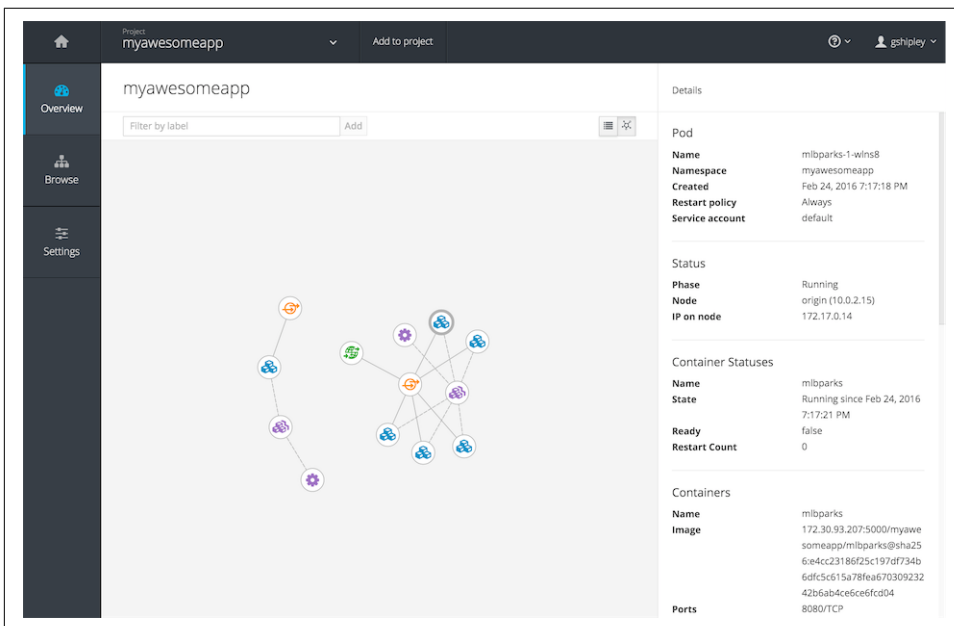 Project
myawesomeapp
Add to project
gshipley
Overview
Browse
Settings
myawesomeapp
Filter by label
Add
Details
Pod
Name mlbparks-1-wlns8
Namespace myawesomeapp
Created Feb 24, 2016 7:17:18 PM
Restart policy Always
Service account default
Status
Phase Running
Node origin (10.0.2.15)
IP on node 172.17.0.14
Container Statuses
Name mlbparks
State Running since Feb 24, 2016
7:17:21 PM
Ready false
Restart Count 0
Containers
Name mlbparks
Image 172.30.93.207:5000/myawe
someapp/mlbparks@sha25
6:e4cc23186f25c197df734b
6dfc5c615a78fea670309232
42b6ab4ce6ce6fcd04
Ports 8080/TCP